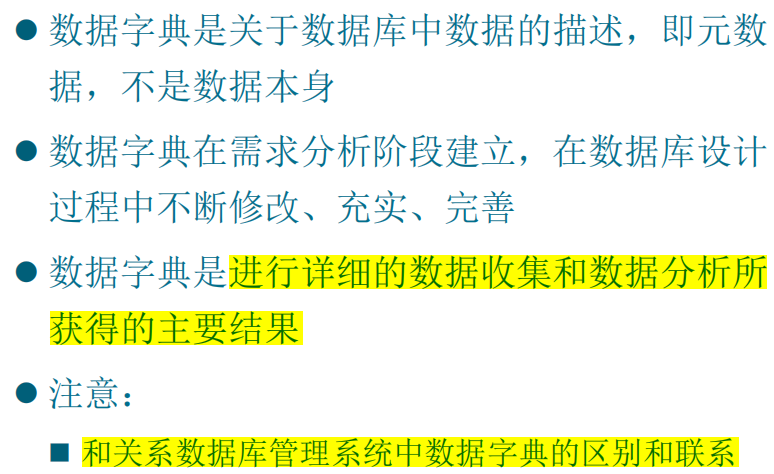 ● 数据字典是关于数据库中数据的描述，即元数
据，不是数据本身
● 数据字典在需求分析阶段建立，在数据库设计
过程中不断修改、充实、完善
● 数据字典是进行详细的数据收集和数据分析所
获得的主要结果
● 注意：
■ 和关系数据库管理系统中数据字典的区别和联系